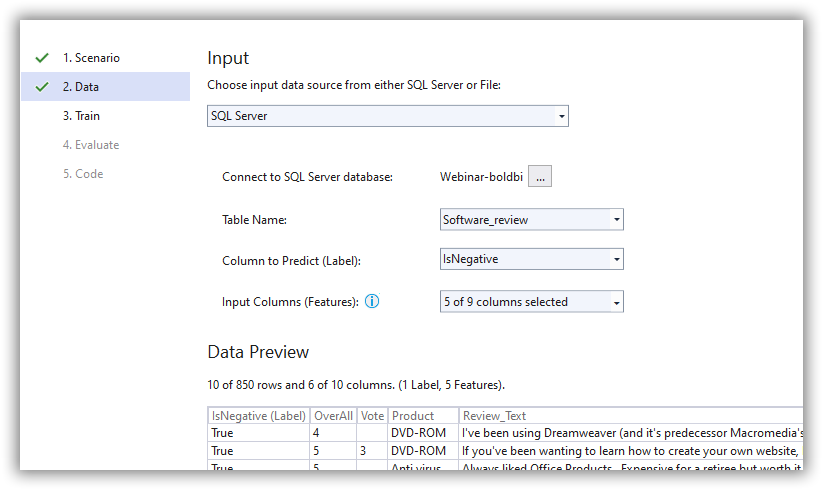 1. Scenario
2. Data
3. Train
4. Evaluate
5. Code
Input
Choose input data source from either SQL Server or File:
SQL Server
Connect to SQL Server database: Webinar-boldbi ...
Table Name: Software_review
Column to Predict (Label): IsNegative
Input Columns (Features): 5 of 9 columns selected
Data Preview
10 of 850 rows and 6 of 10 columns. (1 Label, 5 Features).
IsNegative (Label) OverAll Vote Product Review_Text
True 4 DVD-ROM I've been using Dreamweaver (and it's predecessor Macromedia's
True 5 3 DVD-ROM If you've been wanting to learn how to create your own website,
True 5 Anti virus Always liked Office Products. Expensive for a retiree but worth it